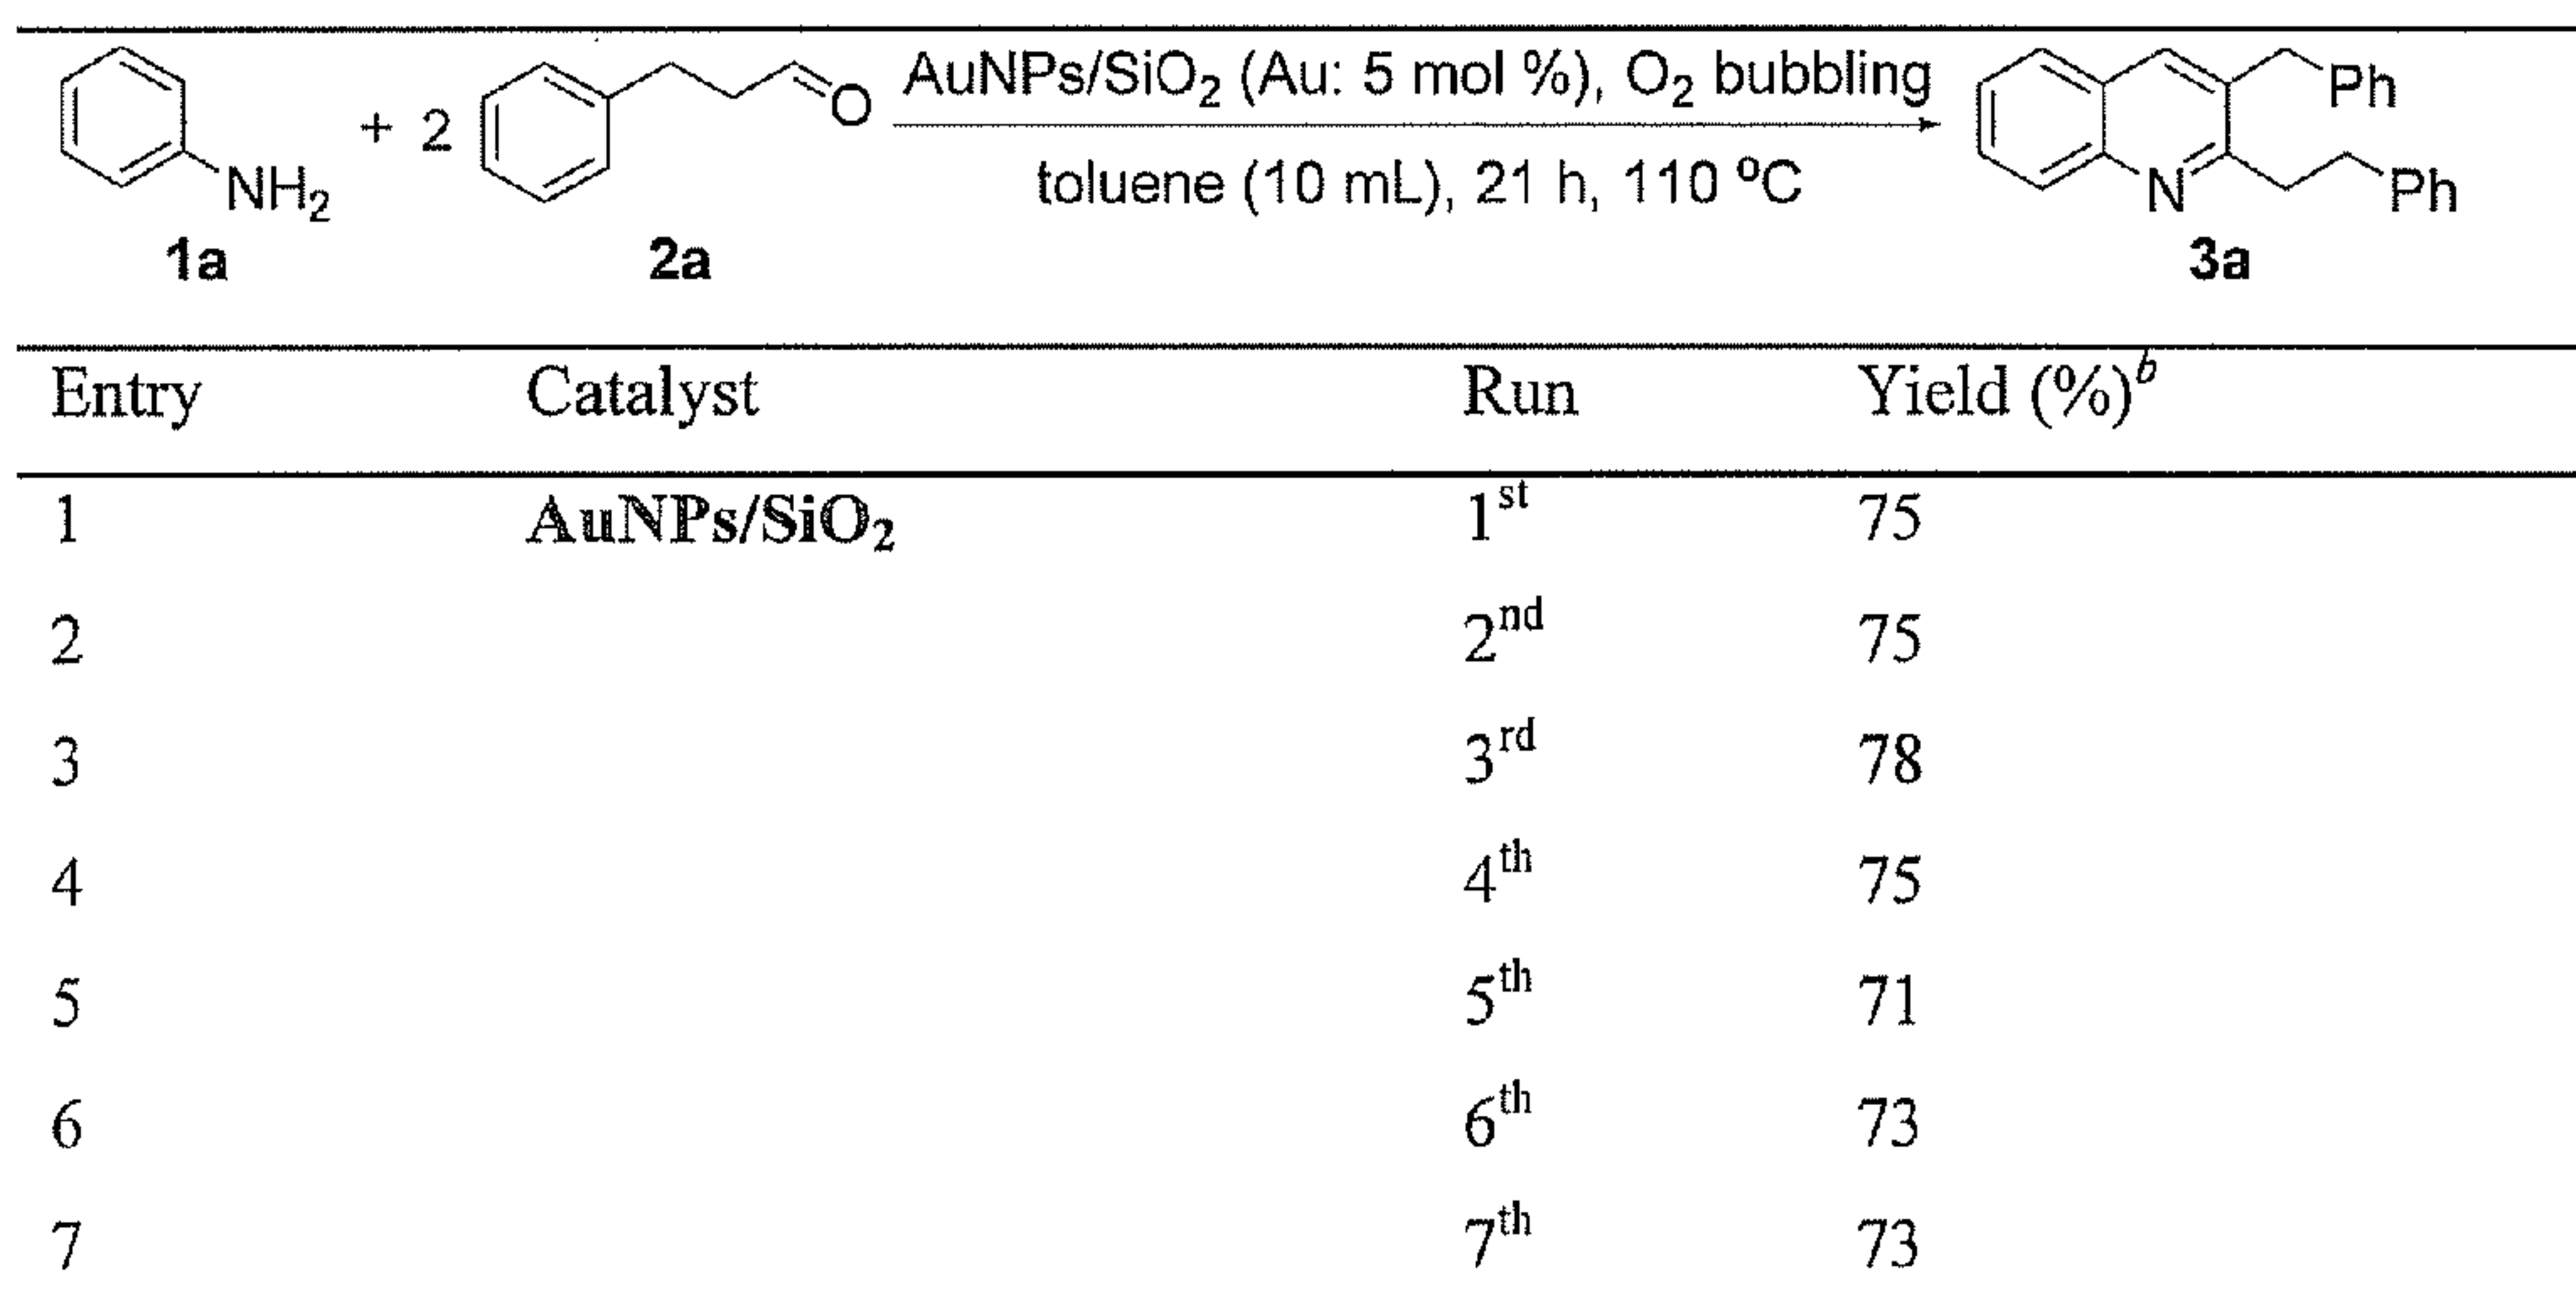 AuNPs/SiO₂ (Au: 5 mol %), O₂ bubbling
+ 2 O Ph
NH₂ toluene (10 mL), 21 h, 110 ºC N Ph
1a 2a 3a
Entry Catalyst Run Yield (%)ᵇ
1 AuNPs/SiO₂ 1ˢᵗ 75
2 2ⁿᵈ 75
3 3ʳᵈ 78
4 4ᵗʰ 75
5 5ᵗʰ 71
6 6ᵗʰ 73
7 7ᵗʰ 73